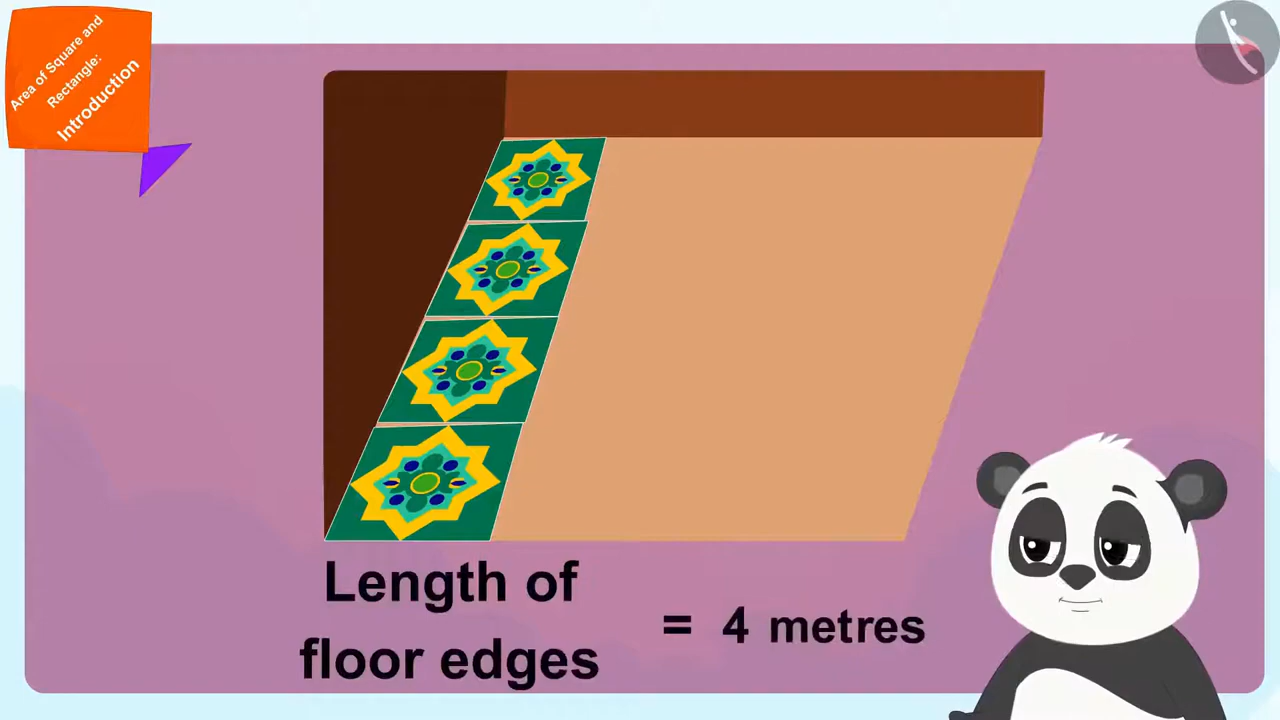 Area of Square and
Rectangle:
Introduction
Length of
floor edges
= 4 metres